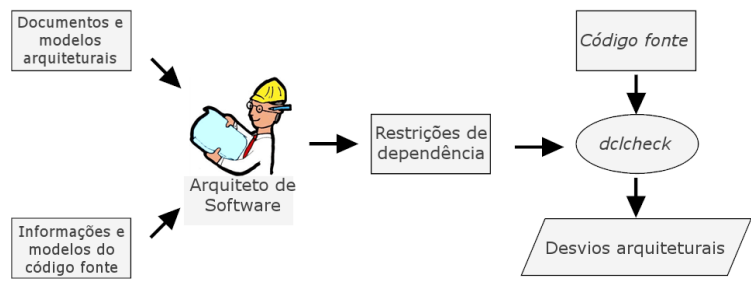 Documentos e
modelos
arquiteturais
Informações e
modelos do
código fonte
Arquiteto de
Software
Restrições de
dependência
Código fonte
dclcheck
Desvios arquiteturais